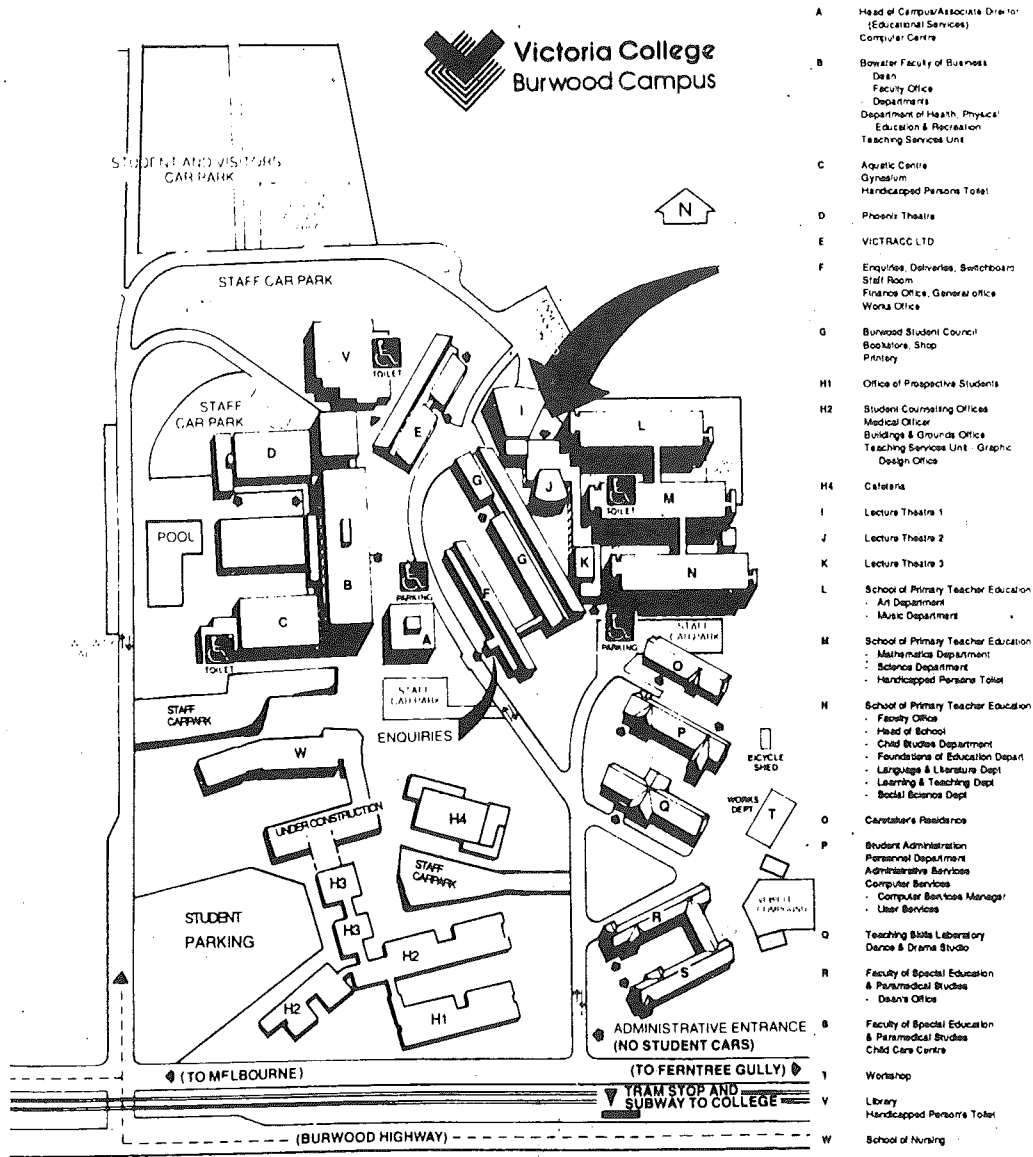 Victoria College
Burwood Campus
STUDENT AND VISITORS
CAR PARK
N
STAFF CAR PARK
V
TOILET
STAFF
CAR PARK
E
I
L
D
G
J
M
TOILET
POOL
PARKING
B
G
K
N
F
C
A
TOILET
PARKING
STAFF
CAR PARK
O
STAFF
CARPARK
STAFF
CAR PARK
ENQUIRIES
P
BICYCLE
SHED
W
WORKS
DEPT
T
Q
UNDER CONSTRUCTION
H4
STAFF
CARPARK
H3
STUDENT
PARKING
H3
R
H2
S
H2
H1
ADMINISTRATIVE ENTRANCE
(NO STUDENT CARS)
(TO MELBOURNE)
(TO FERNTREE GULLY)
TRAM STOP AND
SUBWAY TO COLLEGE
(BURWOOD HIGHWAY)
A Head of Campus/Associate Director
(Educational Services)
Computer Centre
B Bowater Faculty of Business
Dean
Faculty Office
- Departments
Department of Health, Physical
Education & Recreation
Teaching Services Unit
C Aquatic Centre
Gynasium
Handicapped Persons Toilet
D Phoenix Theatre
E VICTRACC LTD
F Enquiries, Deliveries, Switchboard
Staff Room
Finance Office, General office
Works Office
G Burwood Student Council
Bookstore, Shop
Printery
H1 Office of Prospective Students
H2 Student Counselling Offices
Medical Officer
Buildings & Grounds Office
Teaching Services Unit - Graphic
Design Office
H4 Cafeteria
I Lecture Theatre 1
J Lecture Theatre 2
K Lecture Theatre 3
L School of Primary Teacher Education
- Art Department
- Music Department
M School of Primary Teacher Education
- Mathematics Department
- Science Department
- Handicapped Persons Toilet
N School of Primary Teacher Education
- Faculty Office
- Head of School
- Child Studies Department
- Foundations of Education Depart
- Language & Literature Dept
- Learning & Teaching Dept
- Social Science Dept
O Caretaker's Residence
P Student Administration
Personnel Department
Administrative Services
Computer Services
- Computer Services Manager
- User Services
Q Teaching Skills Laboratory
Dance & Drama Studio
R Faculty of Special Education
& Paramedical Studies
- Dean's Office
S Faculty of Special Education
& Paramedical Studies
Child Care Centre
T Workshop
V Library
Handicapped Person's Toilet
W School of Nursing